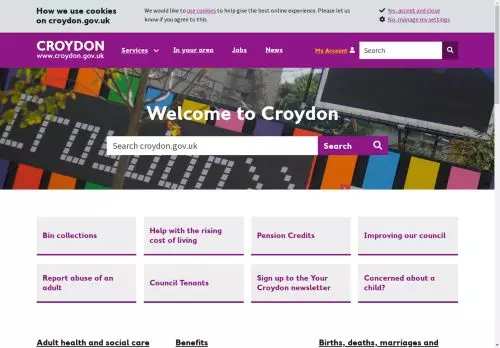 How we use cookies
on croydon.gov.uk
We would like to use cookies to help give the best online experience. Please let
us know if you agree to this.
Yes, accept and close
No, manage my settings
CROYDON
www.croydon.gov.uk
Services
In your area
Jobs
News
My Account
Search
Welcome to Croydon
Search croydon.gov.uk
Search
Bin collections
Help with the rising
cost of living
Pension Credits
Improving our council
Report abuse of an
adult
Council Tenants
Sign up to the Your
Croydon newsletter
Concerned about a
child?
Adult health and social care
Benefits
Births, deaths, marriages and